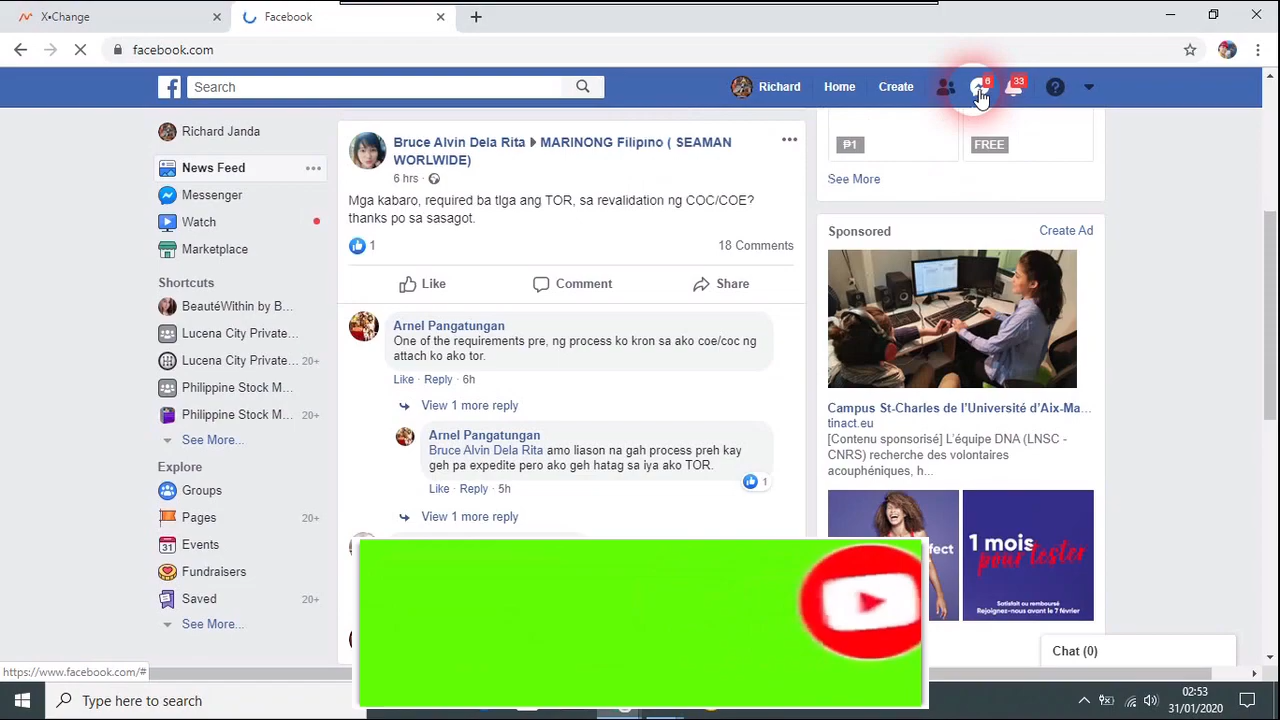 X•Change
Facebook
facebook.com
Search
Richard
Home
Create
6
33
Richard Janda
News Feed
Messenger
Watch
Marketplace
Shortcuts
BeautéWithin by B...
Lucena City Private...
Lucena City Private... 20+
Philippine Stock M...
Philippine Stock M... 20+
See More...
Explore
Groups
Pages 20+
Events
Fundraisers
Saved 20+
See More...
Bruce Alvin Dela Rita MARINONG Filipino ( SEAMAN
WORLWIDE)
6 hrs ·
Mga kabaro, required ba tlga ang TOR, sa revalidation ng COC/COE?
thanks po sa sasagot.
1
18 Comments
Like
Comment
Share
Arnel Pangatungan
One of the requirements pre, ng process ko kron sa ako coe/coc ng
attach ko ako tor.
Like · Reply · 6h
View 1 more reply
Arnel Pangatungan
Bruce Alvin Dela Rita amo liason na gah process preh kay
geh pa expedite pero ako geh hatag sa iya ako TOR.
1
Like · Reply · 5h
View 1 more reply
₱1
FREE
See More
Sponsored
Create Ad
Campus St-Charles de l'Université d'Aix-Ma...
tinact.eu
[Contenu sponsorisé] L'équipe DNA (LNSC -
CNRS) recherche des volontaires
acouphéniques, h...
1 mois
pour tester
Satisfait ou remboursé
Rejoignez-nous avant le 7 février
Chat (0)
https://www.facebook.com/#
Type here to search
02:53
31/01/2020